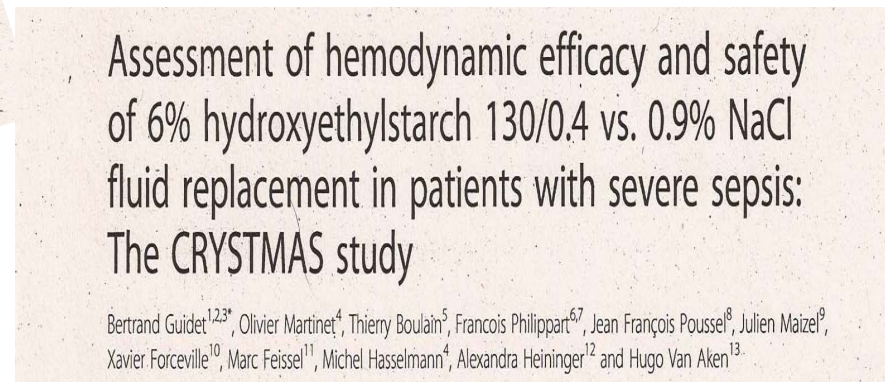 Assessment of hemodynamic efficacy and safety
of 6% hydroxyethylstarch 130/0.4 vs. 0.9% NaCl
fluid replacement in patients with severe sepsis:
The CRYSTMAS study
Bertrand Guidet1,2,3*, Olivier Martinet4, Thierry Boulain5, Francois Philippart6,7, Jean François Poussel8, Julien Maizel9,
Xavier Forceville10, Marc Feissel11, Michel Hasselmann4, Alexandra Heininger12 and Hugo Van Aken13